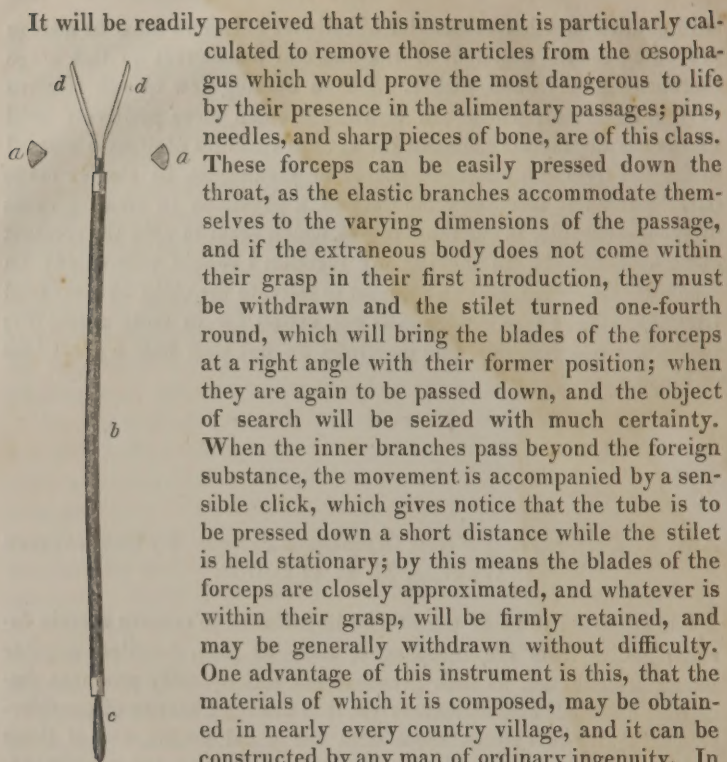 It will be readily perceived that this instrument is particularly cal-
culated to remove those articles from the œsopha-
gus which would prove the most dangerous to life
by their presence in the alimentary passages; pins,
needles, and sharp pieces of bone, are of this class.
These forceps can be easily pressed down the
throat, as the elastic branches accommodate them-
selves to the varying dimensions of the passage,
and if the extraneous body does not come within
their grasp in their first introduction, they must
be withdrawn and the stilet turned one-fourth
round, which will bring the blades of the forceps
at a right angle with their former position; when
they are again to be passed down, and the object
of search will be seized with much certainty.
When the inner branches pass beyond the foreign
substance, the movement is accompanied by a sen-
sible click, which gives notice that the tube is to
be pressed down a short distance while the stilet
is held stationary; by this means the blades of the
forceps are closely approximated, and whatever is
within their grasp, will be firmly retained, and
may be generally withdrawn without difficulty.
One advantage of this instrument is this, that the
materials of which it is composed, may be obtain-
ed in nearly every country village, and it can be
constructed by any man of ordinary ingenuity. In
d d
a a
b
c